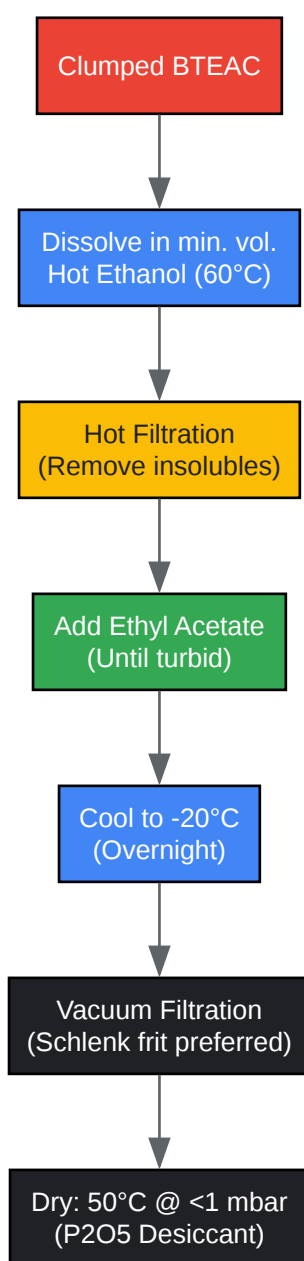 Clumped BTEAC
Dissolve in min. vol.
Hot Ethanol (60°C)
Hot Filtration
(Remove insolubles)
Add Ethyl Acetate
(Until turbid)
Cool to -20°C
(Overnight)
Vacuum Filtration
(Schlenk frit preferred)
Dry: 50°C @ <1 mbar
(P2O5 Desiccant)